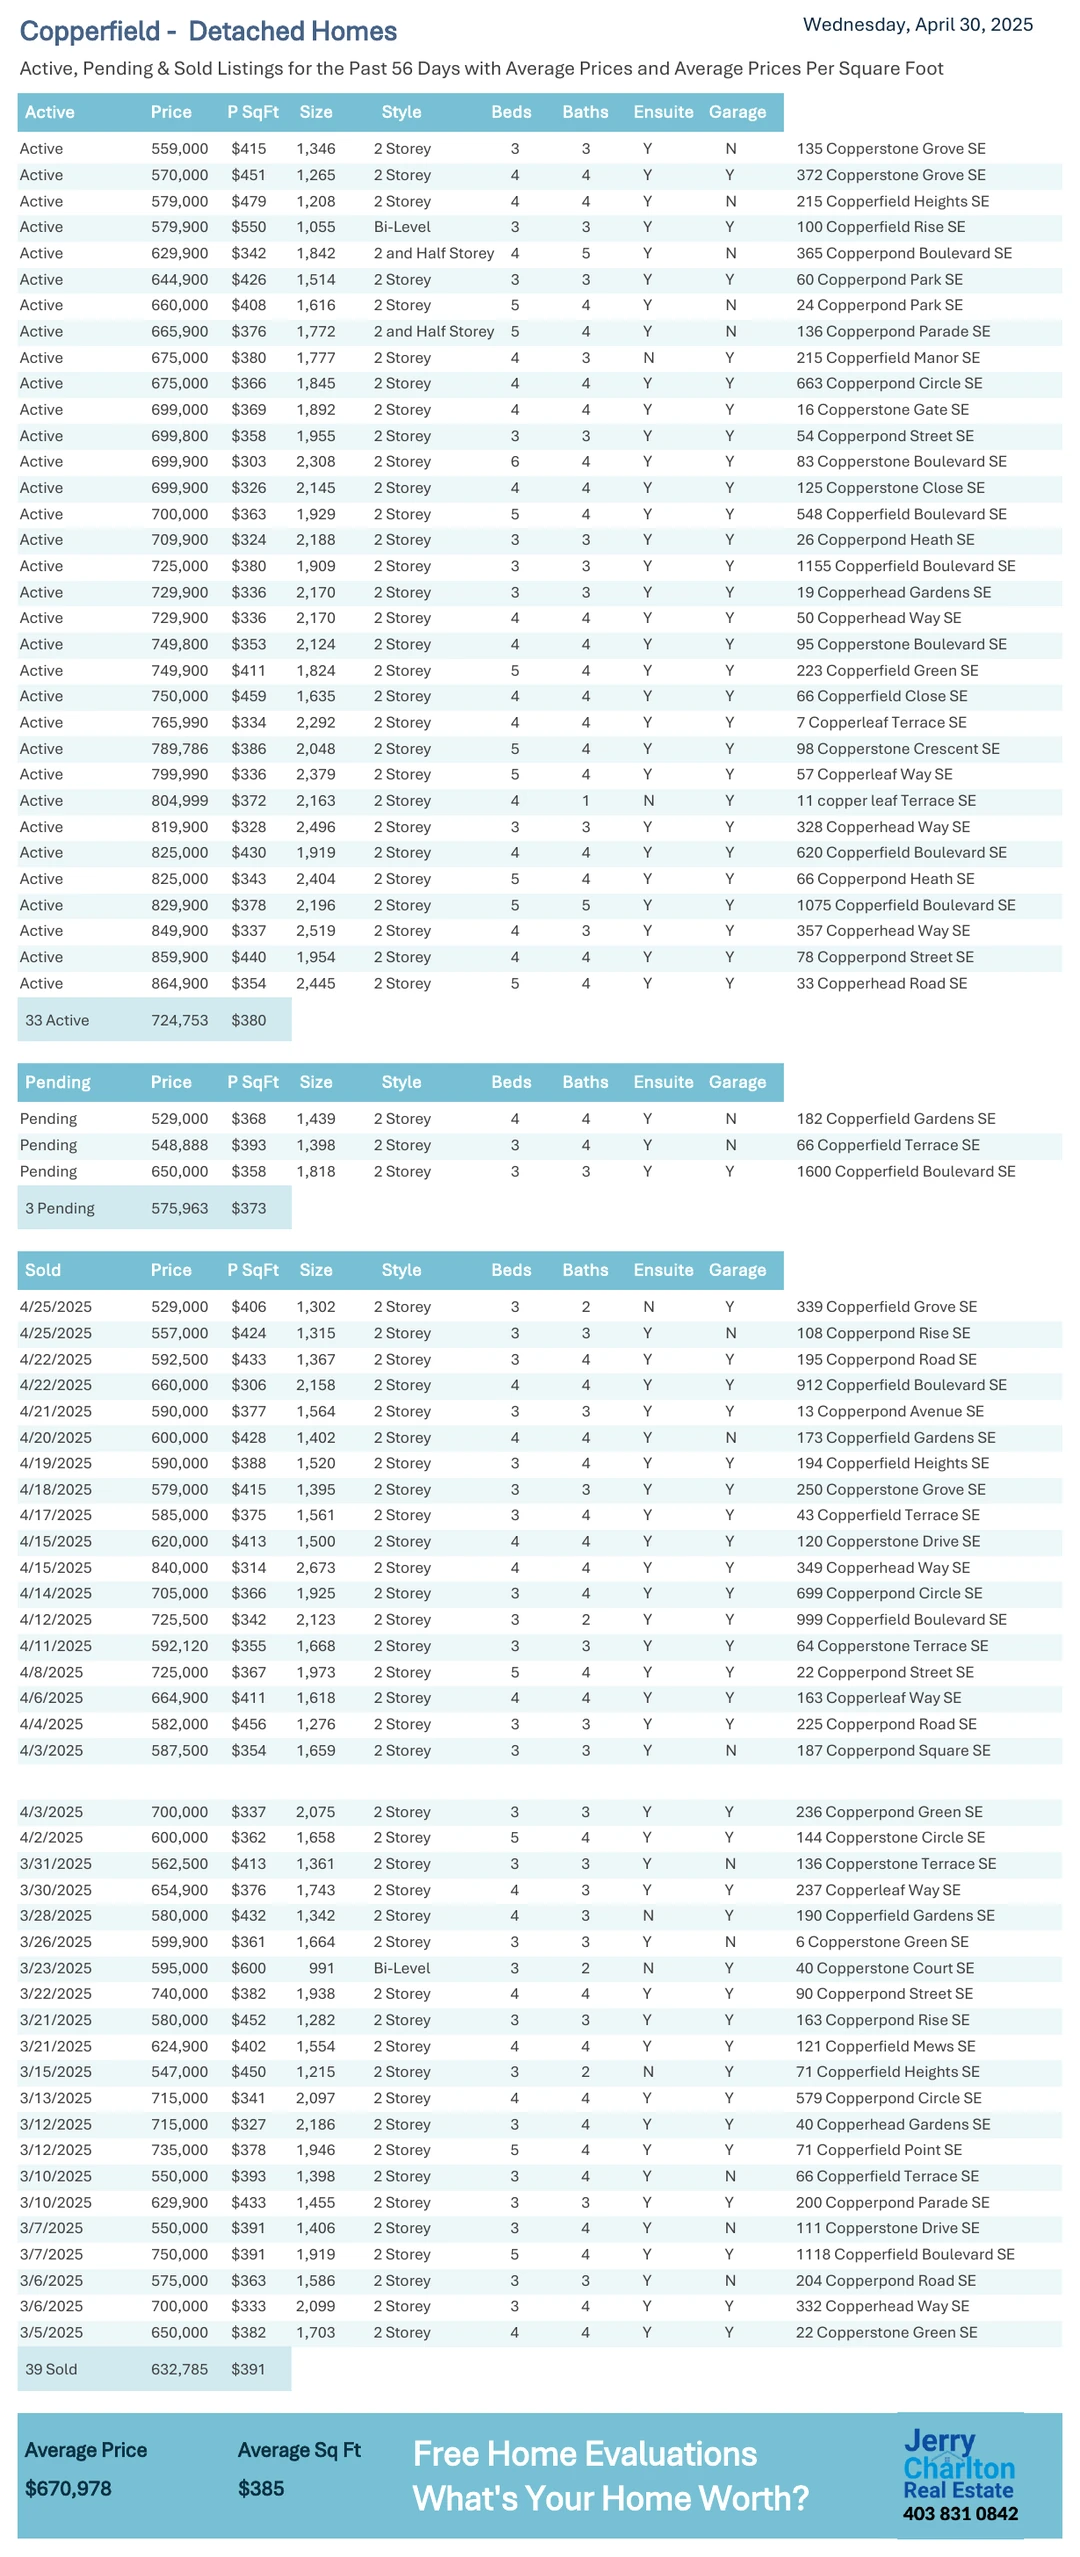 Copperfield - Detached Homes
Wednesday, April 30, 2025
Active, Pending & Sold Listings for the Past 56 Days with Average Prices and Average Prices Per Square Foot
Active Price P SqFt Size Style Beds Baths Ensuite Garage
Active 559,000 $415 1,346 2 Storey 3 3 Y N 135 Copperstone Grove SE
Active 570,000 $451 1,265 2 Storey 4 4 Y Y 372 Copperstone Grove SE
Active 579,000 $479 1,208 2 Storey 4 4 Y N 215 Copperfield Heights SE
Active 579,900 $550 1,055 Bi-Level 3 3 Y Y 100 Copperfield Rise SE
Active 629,900 $342 1,842 2 and Half Storey 4 5 Y N 365 Copperpond Boulevard SE
Active 644,900 $426 1,514 2 Storey 3 3 Y Y 60 Copperpond Park SE
Active 660,000 $408 1,616 2 Storey 5 4 Y N 24 Copperpond Park SE
Active 665,900 $376 1,772 2 and Half Storey 5 4 Y N 136 Copperpond Parade SE
Active 675,000 $380 1,777 2 Storey 4 3 N Y 215 Copperfield Manor SE
Active 675,000 $366 1,845 2 Storey 4 4 Y Y 663 Copperpond Circle SE
Active 699,000 $369 1,892 2 Storey 4 4 Y Y 16 Copperstone Gate SE
Active 699,800 $358 1,955 2 Storey 3 3 Y Y 54 Copperpond Street SE
Active 699,900 $303 2,308 2 Storey 6 4 Y Y 83 Copperstone Boulevard SE
Active 699,900 $326 2,145 2 Storey 4 4 Y Y 125 Copperstone Close SE
Active 700,000 $363 1,929 2 Storey 5 4 Y Y 548 Copperfield Boulevard SE
Active 709,900 $324 2,188 2 Storey 3 3 Y Y 26 Copperpond Heath SE
Active 725,000 $380 1,909 2 Storey 3 3 Y Y 1155 Copperfield Boulevard SE
Active 729,900 $336 2,170 2 Storey 3 3 Y Y 19 Copperhead Gardens SE
Active 729,900 $336 2,170 2 Storey 4 4 Y Y 50 Copperhead Way SE
Active 749,800 $353 2,124 2 Storey 4 4 Y Y 95 Copperstone Boulevard SE
Active 749,900 $411 1,824 2 Storey 5 4 Y Y 223 Copperfield Green SE
Active 750,000 $459 1,635 2 Storey 4 4 Y Y 66 Copperfield Close SE
Active 765,990 $334 2,292 2 Storey 4 4 Y Y 7 Copperleaf Terrace SE
Active 789,786 $386 2,048 2 Storey 5 4 Y Y 98 Copperstone Crescent SE
Active 799,990 $336 2,379 2 Storey 5 4 Y Y 57 Copperleaf Way SE
Active 804,999 $372 2,163 2 Storey 4 1 N Y 11 copper leaf Terrace SE
Active 819,900 $328 2,496 2 Storey 3 3 Y Y 328 Copperhead Way SE
Active 825,000 $430 1,919 2 Storey 4 4 Y Y 620 Copperfield Boulevard SE
Active 825,000 $343 2,404 2 Storey 5 4 Y Y 66 Copperpond Heath SE
Active 829,900 $378 2,196 2 Storey 5 5 Y Y 1075 Copperfield Boulevard SE
Active 849,900 $337 2,519 2 Storey 4 3 Y Y 357 Copperhead Way SE
Active 859,900 $440 1,954 2 Storey 4 4 Y Y 78 Copperpond Street SE
Active 864,900 $354 2,445 2 Storey 5 4 Y Y 33 Copperhead Road SE
33 Active 724,753 $380
Pending Price P SqFt Size Style Beds Baths Ensuite Garage
Pending 529,000 $368 1,439 2 Storey 4 4 Y N 182 Copperfield Gardens SE
Pending 548,888 $393 1,398 2 Storey 3 4 Y N 66 Copperfield Terrace SE
Pending 650,000 $358 1,818 2 Storey 3 3 Y Y 1600 Copperfield Boulevard SE
3 Pending 575,963 $373
Sold Price P SqFt Size Style Beds Baths Ensuite Garage
4/25/2025 529,000 $406 1,302 2 Storey 3 2 N Y 339 Copperfield Grove SE
4/25/2025 557,000 $424 1,315 2 Storey 3 3 Y N 108 Copperpond Rise SE
4/22/2025 592,500 $433 1,367 2 Storey 3 4 Y Y 195 Copperpond Road SE
4/22/2025 660,000 $306 2,158 2 Storey 4 4 Y Y 912 Copperfield Boulevard SE
4/21/2025 590,000 $377 1,564 2 Storey 3 3 Y Y 13 Copperpond Avenue SE
4/20/2025 600,000 $428 1,402 2 Storey 4 4 Y N 173 Copperfield Gardens SE
4/19/2025 590,000 $388 1,520 2 Storey 3 4 Y Y 194 Copperfield Heights SE
4/18/2025 579,000 $415 1,395 2 Storey 3 3 Y Y 250 Copperstone Grove SE
4/17/2025 585,000 $375 1,561 2 Storey 3 4 Y Y 43 Copperfield Terrace SE
4/15/2025 620,000 $413 1,500 2 Storey 4 4 Y Y 120 Copperstone Drive SE
4/15/2025 840,000 $314 2,673 2 Storey 4 4 Y Y 349 Copperhead Way SE
4/14/2025 705,000 $366 1,925 2 Storey 3 4 Y Y 699 Copperpond Circle SE
4/12/2025 725,500 $342 2,123 2 Storey 3 2 Y Y 999 Copperfield Boulevard SE
4/11/2025 592,120 $355 1,668 2 Storey 3 3 Y Y 64 Copperstone Terrace SE
4/8/2025 725,000 $367 1,973 2 Storey 5 4 Y Y 22 Copperpond Street SE
4/6/2025 664,900 $411 1,618 2 Storey 4 4 Y Y 163 Copperleaf Way SE
4/4/2025 582,000 $456 1,276 2 Storey 3 3 Y Y 225 Copperpond Road SE
4/3/2025 587,500 $354 1,659 2 Storey 3 3 Y N 187 Copperpond Square SE
4/3/2025 700,000 $337 2,075 2 Storey 3 3 Y Y 236 Copperpond Green SE
4/2/2025 600,000 $362 1,658 2 Storey 5 4 Y Y 144 Copperstone Circle SE
3/31/2025 562,500 $413 1,361 2 Storey 3 3 Y N 136 Copperstone Terrace SE
3/30/2025 654,900 $376 1,743 2 Storey 4 3 Y Y 237 Copperleaf Way SE
3/28/2025 580,000 $432 1,342 2 Storey 4 3 N Y 190 Copperfield Gardens SE
3/26/2025 599,900 $361 1,664 2 Storey 3 3 Y N 6 Copperstone Green SE
3/23/2025 595,000 $600 991 Bi-Level 3 2 N Y 40 Copperstone Court SE
3/22/2025 740,000 $382 1,938 2 Storey 4 4 Y Y 90 Copperpond Street SE
3/21/2025 580,000 $452 1,282 2 Storey 3 3 Y Y 163 Copperpond Rise SE
3/21/2025 624,900 $402 1,554 2 Storey 4 4 Y Y 121 Copperfield Mews SE
3/15/2025 547,000 $450 1,215 2 Storey 3 2 N Y 71 Copperfield Heights SE
3/13/2025 715,000 $341 2,097 2 Storey 4 4 Y Y 579 Copperpond Circle SE
3/12/2025 715,000 $327 2,186 2 Storey 3 4 Y Y 40 Copperhead Gardens SE
3/12/2025 735,000 $378 1,946 2 Storey 5 4 Y Y 71 Copperfield Point SE
3/10/2025 550,000 $393 1,398 2 Storey 3 4 Y N 66 Copperfield Terrace SE
3/10/2025 629,900 $433 1,455 2 Storey 3 3 Y Y 200 Copperpond Parade SE
3/7/2025 550,000 $391 1,406 2 Storey 3 4 Y N 111 Copperstone Drive SE
3/7/2025 750,000 $391 1,919 2 Storey 5 4 Y Y 1118 Copperfield Boulevard SE
3/6/2025 575,000 $363 1,586 2 Storey 3 3 Y N 204 Copperpond Road SE
3/6/2025 700,000 $333 2,099 2 Storey 3 4 Y Y 332 Copperhead Way SE
3/5/2025 650,000 $382 1,703 2 Storey 4 4 Y Y 22 Copperstone Green SE
39 Sold 632,785 $391
Average Price Average Sq Ft
$670,978 $385
Free Home Evaluations
What's Your Home Worth?
Jerry
Charlton
Real Estate
403 831 0842